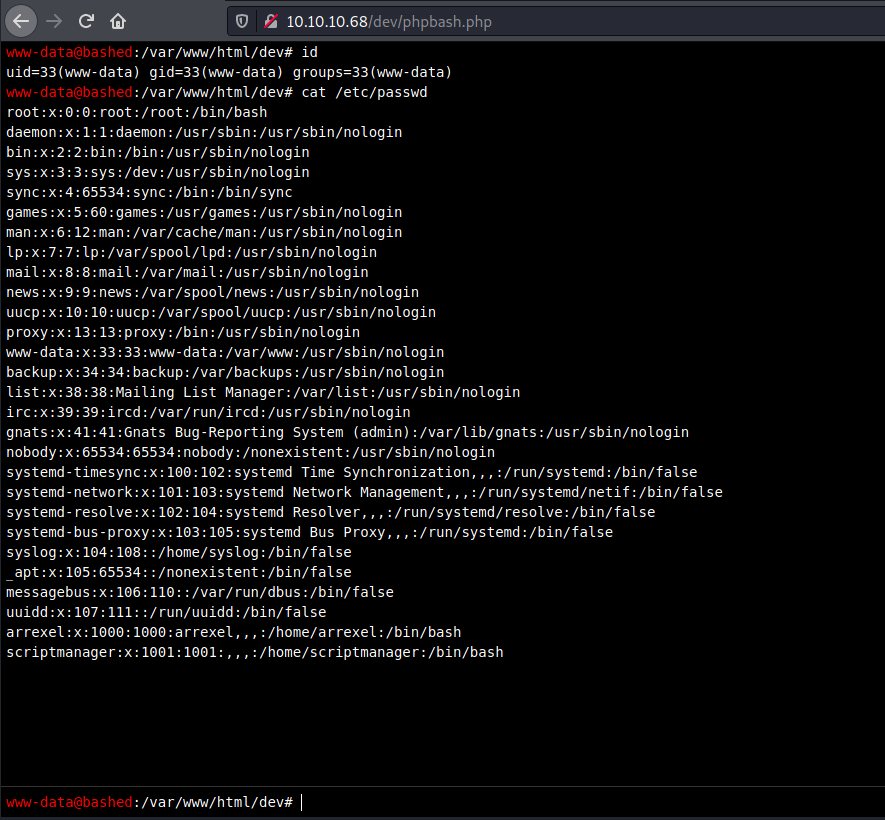 10.10.10.68/dev/phpbash.php
www-data@bashed:/var/www/html/dev# id
uid=33(www-data) gid=33(www-data) groups=33(www-data)
www-data@bashed:/var/www/html/dev# cat /etc/passwd
root:x:0:0:root:/root:/bin/bash
daemon:x:1:1:daemon:/usr/sbin:/usr/sbin/nologin
bin:x:2:2:bin:/bin:/usr/sbin/nologin
sys:x:3:3:sys:/dev:/usr/sbin/nologin
sync:x:4:65534:sync:/bin:/bin/sync
games:x:5:60:games:/usr/games:/usr/sbin/nologin
man:x:6:12:man:/var/cache/man:/usr/sbin/nologin
lp:x:7:7:lp:/var/spool/lpd:/usr/sbin/nologin
mail:x:8:8:mail:/var/mail:/usr/sbin/nologin
news:x:9:9:news:/var/spool/news:/usr/sbin/nologin
uucp:x:10:10:uucp:/var/spool/uucp:/usr/sbin/nologin
proxy:x:13:13:proxy:/bin:/usr/sbin/nologin
www-data:x:33:33:www-data:/var/www:/usr/sbin/nologin
backup:x:34:34:backup:/var/backups:/usr/sbin/nologin
list:x:38:38:Mailing List Manager:/var/list:/usr/sbin/nologin
irc:x:39:39:ircd:/var/run/ircd:/usr/sbin/nologin
gnats:x:41:41:Gnats Bug-Reporting System (admin):/var/lib/gnats:/usr/sbin/nologin
nobody:x:65534:65534:nobody:/nonexistent:/usr/sbin/nologin
systemd-timesync:x:100:102:systemd Time Synchronization,,,:/run/systemd:/bin/false
systemd-network:x:101:103:systemd Network Management,,,:/run/systemd/netif:/bin/false
systemd-resolve:x:102:104:systemd Resolver,,,:/run/systemd/resolve:/bin/false
systemd-bus-proxy:x:103:105:systemd Bus Proxy,,,:/run/systemd:/bin/false
syslog:x:104:108::/home/syslog:/bin/false
_apt:x:105:65534::/nonexistent:/bin/false
messagebus:x:106:110::/var/run/dbus:/bin/false
uuidd:x:107:111::/run/uuidd:/bin/false
arrexel:x:1000:1000:arrexel,,,:/home/arrexel:/bin/bash
scriptmanager:x:1001:1001:,,,:/home/scriptmanager:/bin/bash
www-data@bashed:/var/www/html/dev#